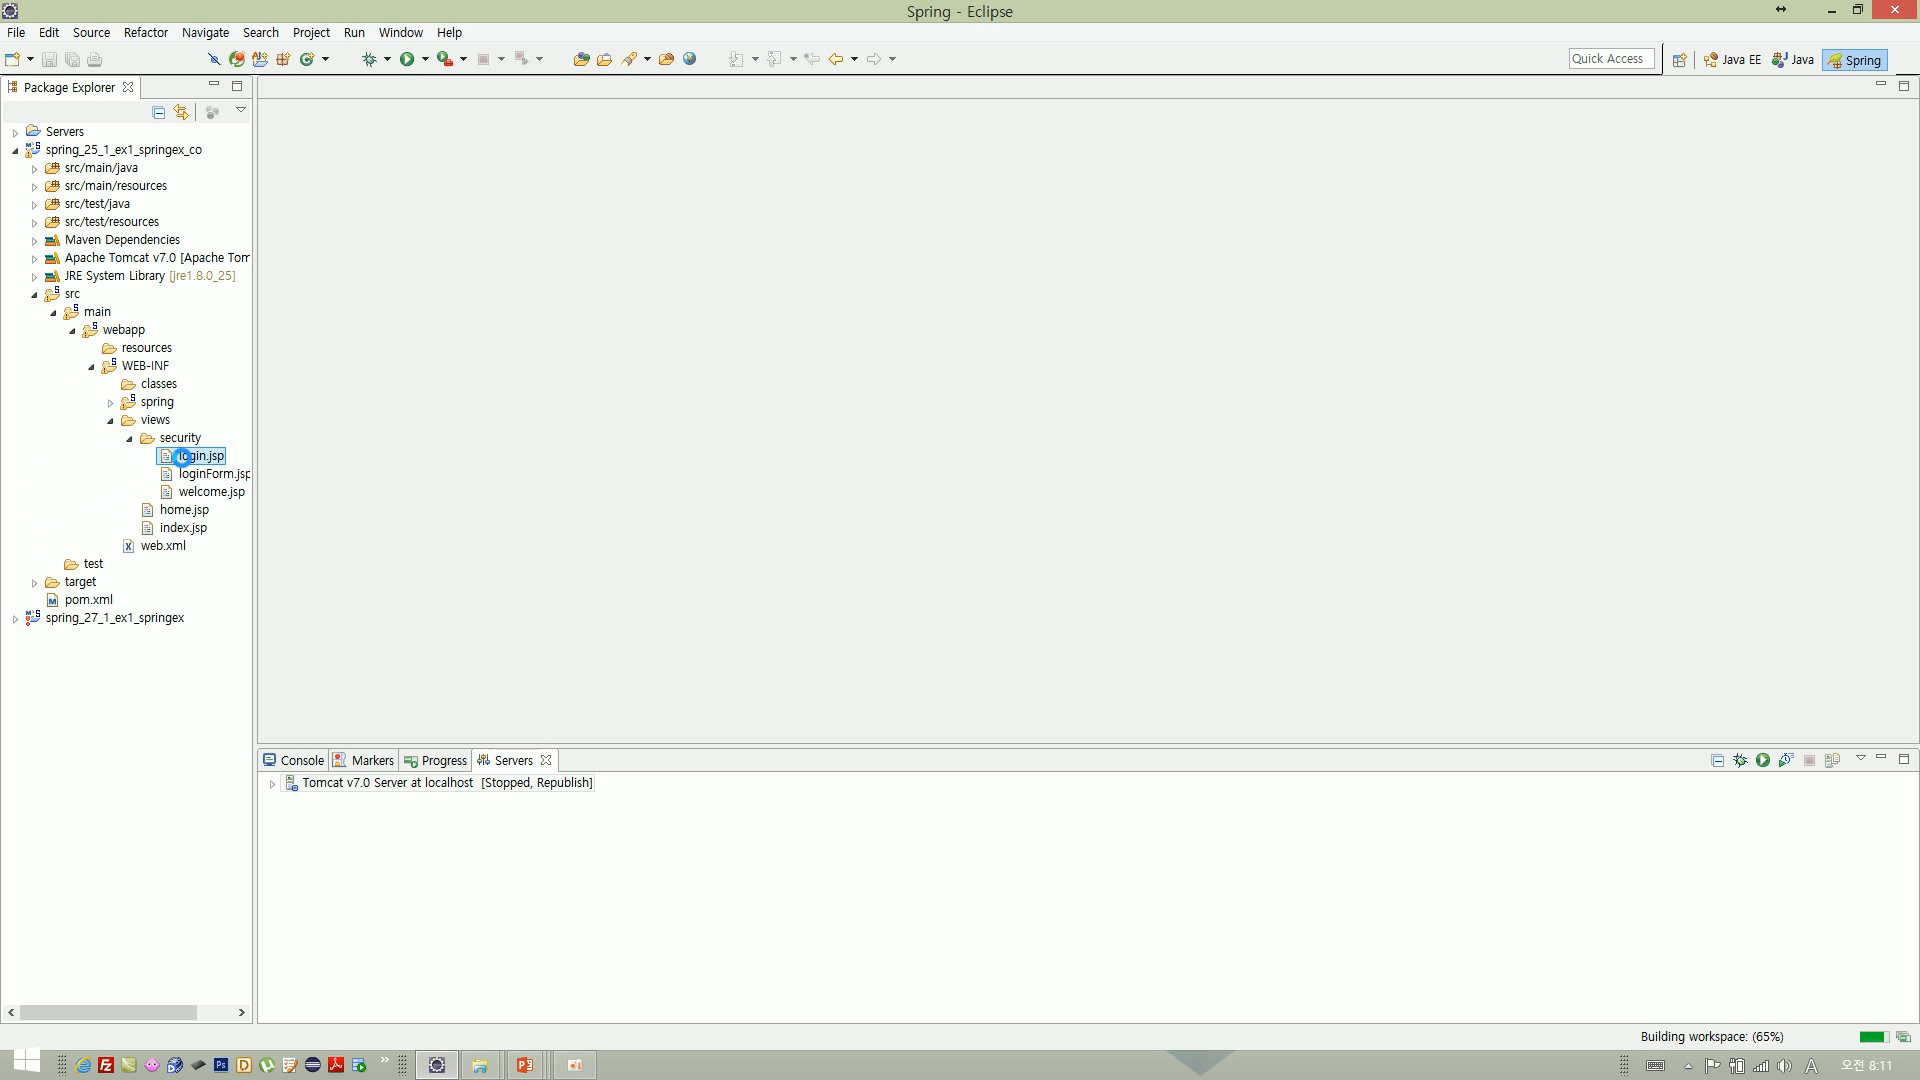 Spring - Eclipse
File Edit Source Refactor Navigate Search Project Run Window Help
Quick Access
Java EE
Java
Spring
Package Explorer
Servers
spring_25_1_ex1_springex_co
src/main/java
src/main/resources
src/test/java
src/test/resources
Maven Dependencies
Apache Tomcat v7.0 [Apache Tom
JRE System Library [jre1.8.0_25]
src
main
webapp
resources
WEB-INF
classes
spring
views
security
login.jsp
loginForm.jsp
welcome.jsp
home.jsp
index.jsp
web.xml
test
target
pom.xml
spring_27_1_ex1_springex
Console Markers Progress Servers
Tomcat v7.0 Server at localhost [Stopped, Republish]
Building workspace: (65%)
A
오전 8:11